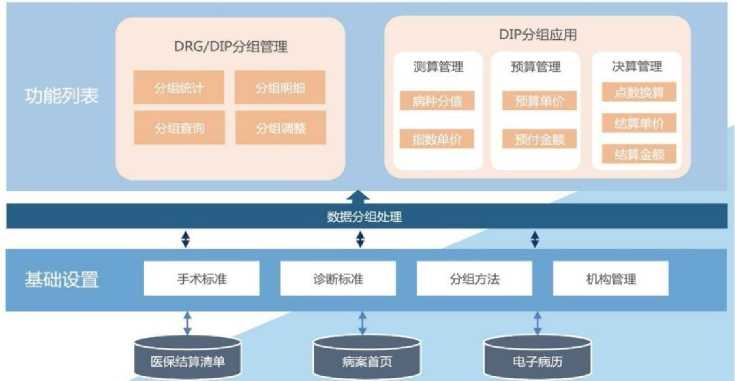 功能列表
DRG/DIP分组管理
分组统计
分组明细
分组查询
分组调整
DIP分组应用
测算管理
病种分值
指数单价
预算管理
预算单价
预付金额
决算管理
点数换算
结算单价
结算金额
数据分组处理
基础设置
手术标准
诊断标准
分组方法
机构管理
医保结算清单
病案首页
电子病历